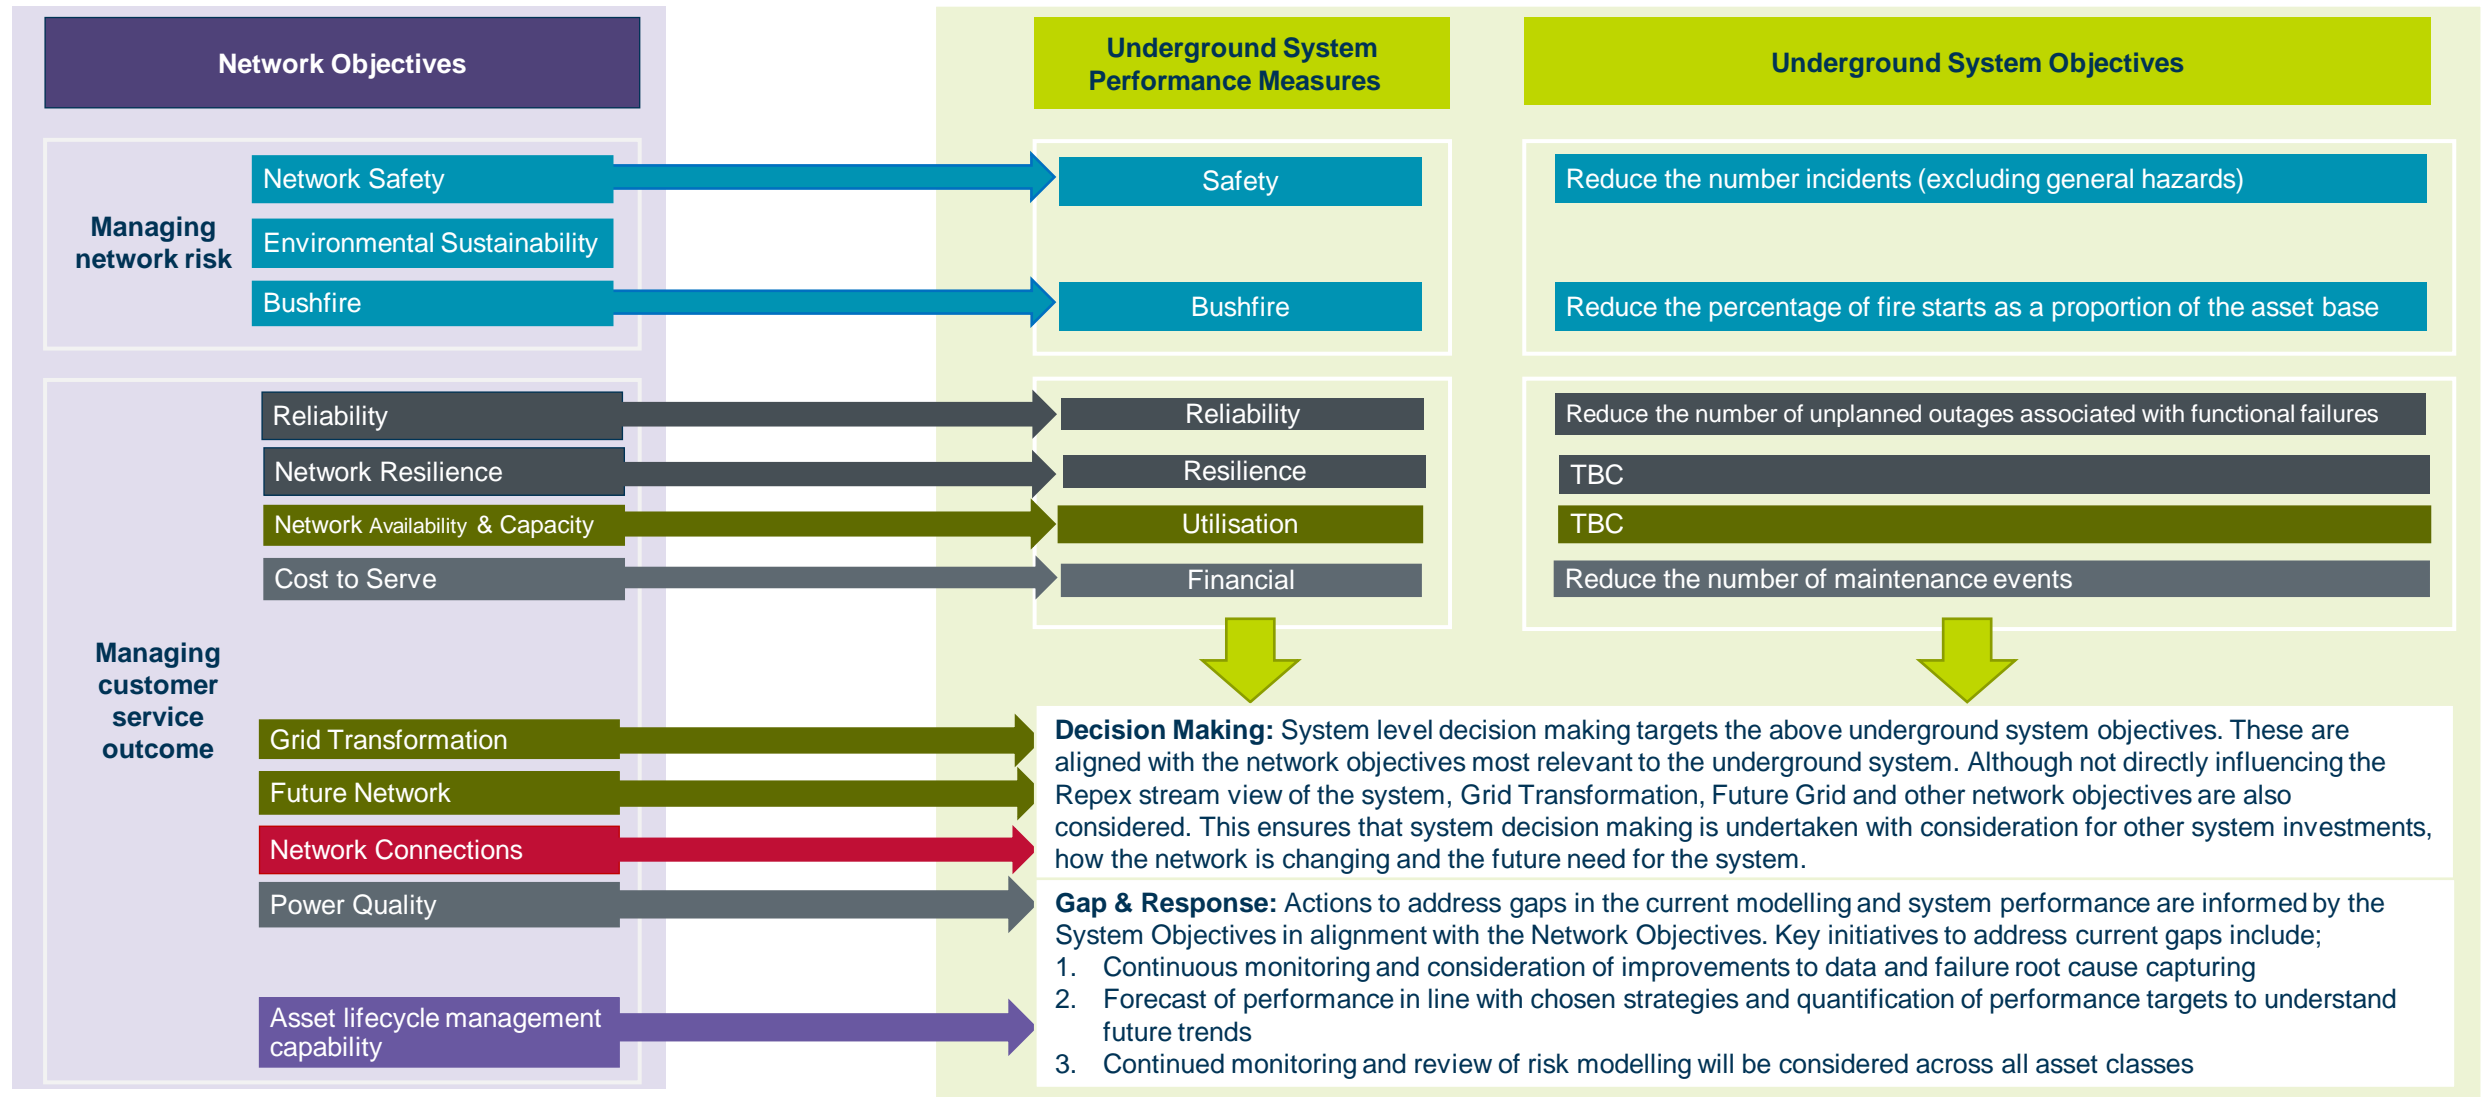 Network Objectives
Underground System
Performance Measures
Underground System Objectives
Managing
network risk
Network Safety
Safety
Reduce the number incidents (excluding general hazards)
Environmental Sustainability
Bushfire
Bushfire
Reduce the percentage of fire starts as a proportion of the asset base
Managing
customer
service
outcome
Reliability
Reliability
Reduce the number of unplanned outages associated with functional failures
Network Resilience
Resilience
TBC
Network Availability & Capacity
Utilisation
TBC
Cost to Serve
Financial
Reduce the number of maintenance events
Grid Transformation
Future Network
Network Connections
Power Quality
Asset lifecycle management
capability
Decision Making: System level decision making targets the above underground system objectives. These are
aligned with the network objectives most relevant to the underground system. Although not directly influencing the
Repex stream view of the system, Grid Transformation, Future Grid and other network objectives are also
considered. This ensures that system decision making is undertaken with consideration for other system investments,
how the network is changing and the future need for the system.
Gap & Response: Actions to address gaps in the current modelling and system performance are informed by the
System Objectives in alignment with the Network Objectives. Key initiatives to address current gaps include;
1. Continuous monitoring and consideration of improvements to data and failure root cause capturing
2. Forecast of performance in line with chosen strategies and quantification of performance targets to understand
future trends
3. Continued monitoring and review of risk modelling will be considered across all asset classes